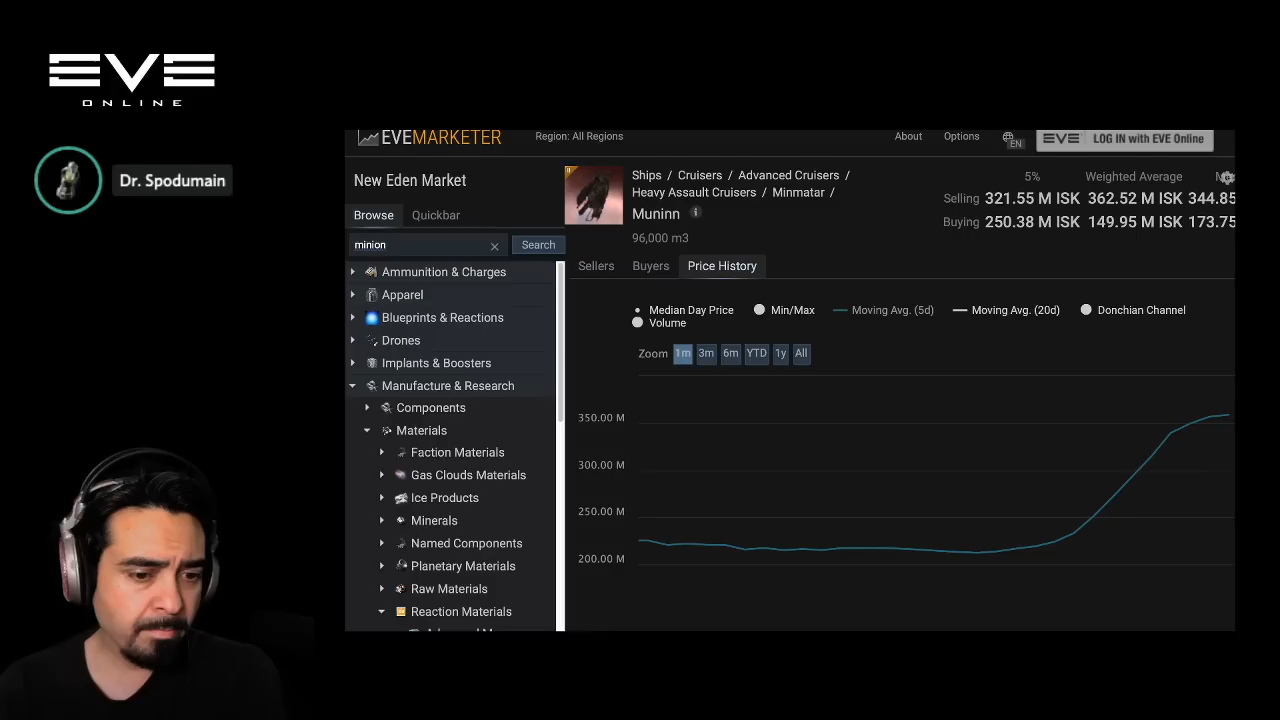 EVE
ONLINE
Dr. Spodumain
EVEMARKETER
Region: All Regions
About
Options
EN
EVE LOG IN with EVE Online
New Eden Market
Browse
Quickbar
minion
Search
Ammunition & Charges
Apparel
Blueprints & Reactions
Drones
Implants & Boosters
Manufacture & Research
Components
Materials
Faction Materials
Gas Clouds Materials
Ice Products
Minerals
Named Components
Planetary Materials
Raw Materials
Reaction Materials
Ships / Cruisers / Advanced Cruisers /
Heavy Assault Cruisers / Minmatar /
Muninn
96,000 m3
5% Weighted Average
Selling 321.55 M ISK 362.52 M ISK 344.85
Buying 250.38 M ISK 149.95 M ISK 173.75
Sellers
Buyers
Price History
Median Day Price
Min/Max
Moving Avg. (5d)
Moving Avg. (20d)
Donchian Channel
Volume
Zoom 1m 3m 6m YTD 1y All
350.00 M
300.00 M
250.00 M
200.00 M